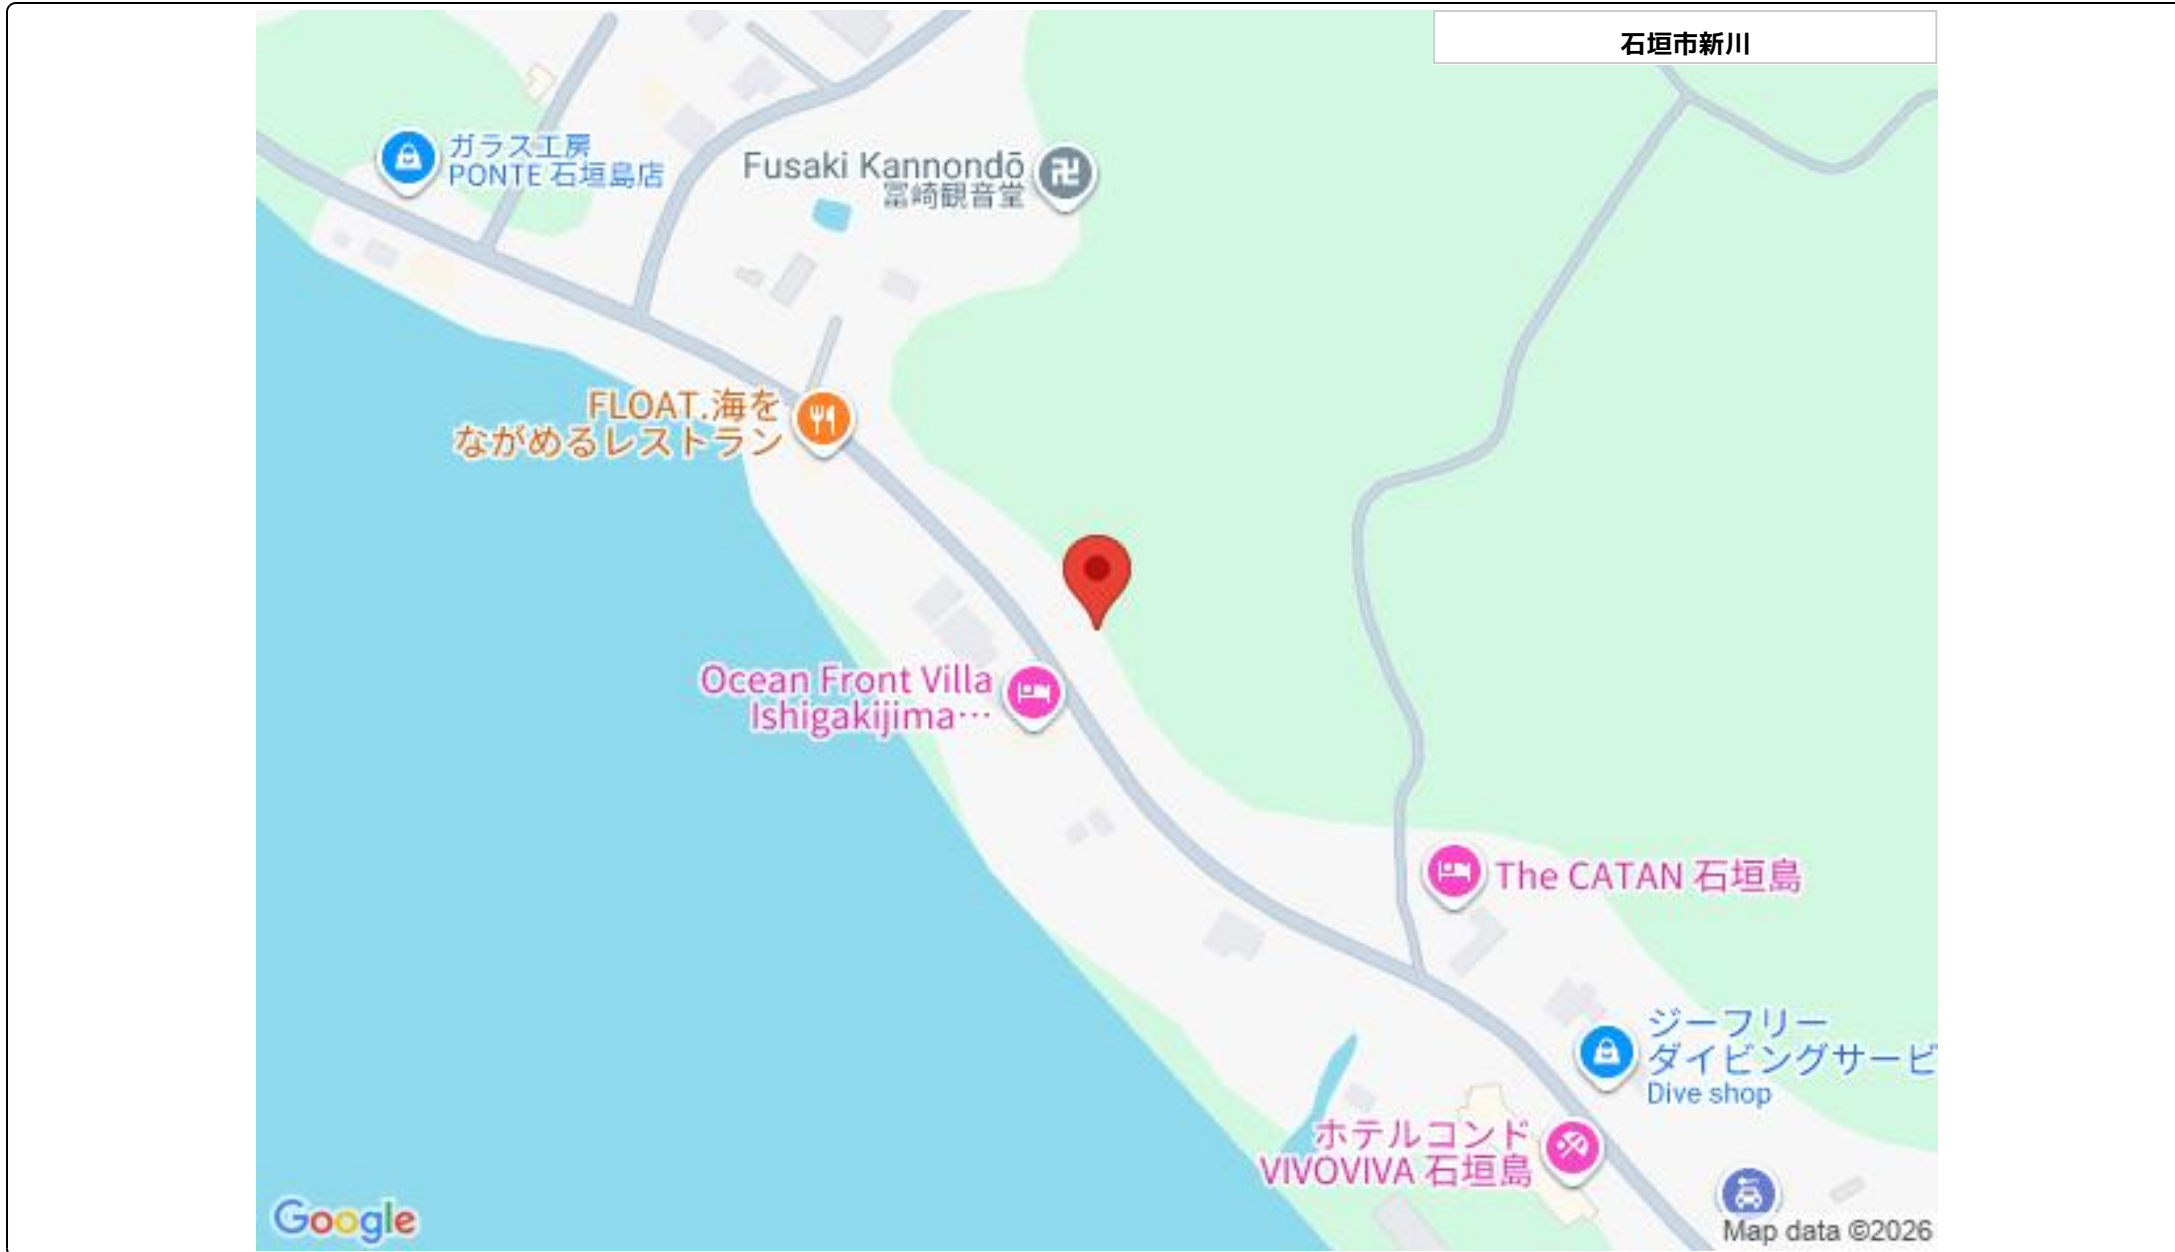 石垣市新川
ガラス工房
PONTE 石垣島店
Fusaki Kannondō
冨崎観音堂
FLOAT.海を
ながめるレストラン
Ocean Front Villa
Ishigakijima…
The CATAN 石垣島
ジーフリー
ダイビングサービ
Dive shop
ホテルコンド
VIVOVIVA 石垣島
Google
Map data ©2026